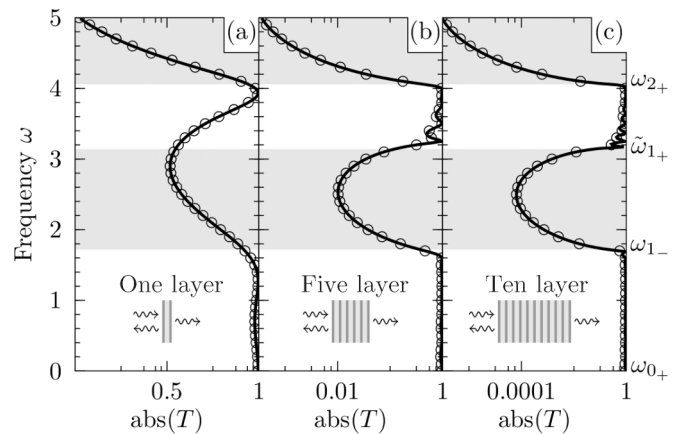 (a)
(b)
(c)
5
4
3
2
1
0
Frequency ω
One layer
Five layer
Ten layer
ω₂₊
ω̃₁₊
ω₁₋
ω₀₊
0.5
1
0.01
1
0.0001
1
abs(T)
abs(T)
abs(T)